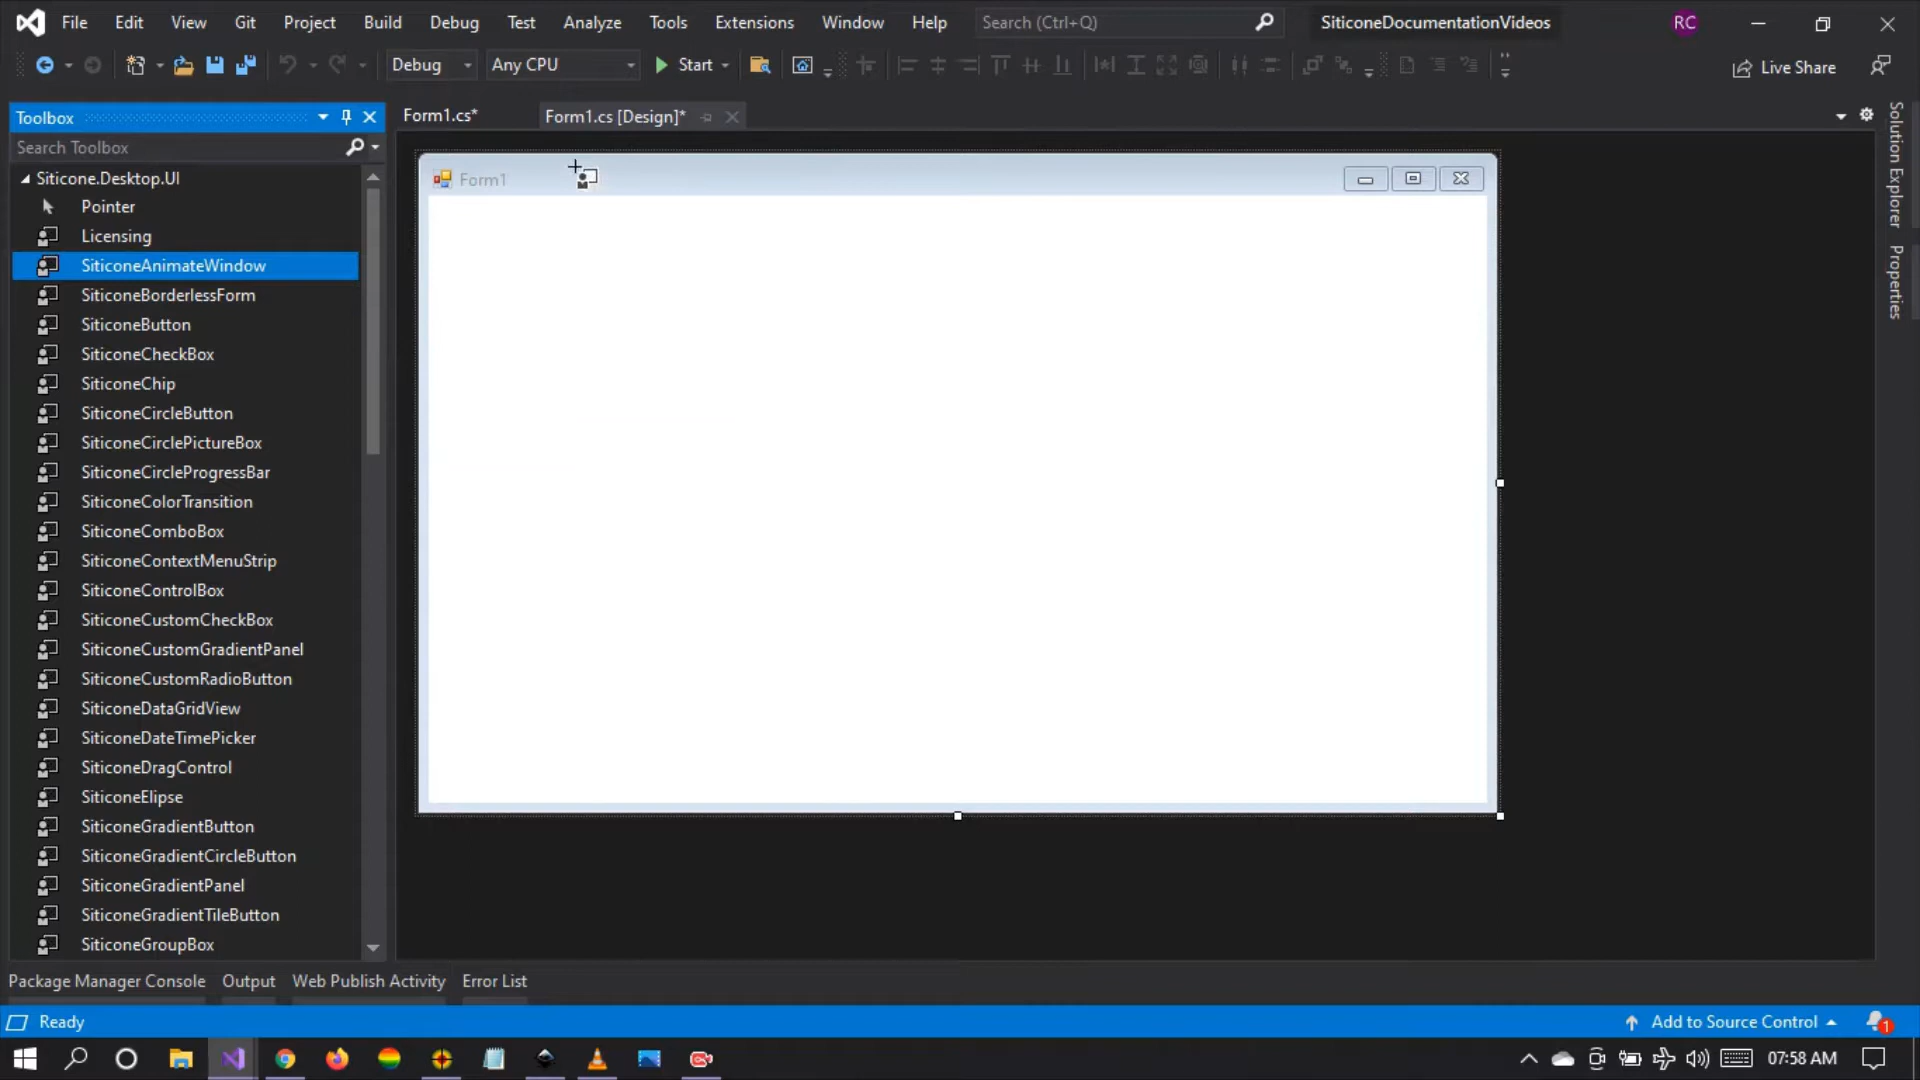 File Edit View Git Project Build Debug Test Analyze Tools Extensions Window Help Search (Ctrl+Q) SiticoneDocumentationVideos RC
Debug Any CPU Start Live Share
Toolbox
Form1.cs* Form1.cs [Design]*
Search Toolbox
Siticone.Desktop.UI
Pointer
Licensing
SiticoneAnimateWindow
SiticoneBorderlessForm
SiticoneButton
SiticoneCheckBox
SiticoneChip
SiticoneCircleButton
SiticoneCirclePictureBox
SiticoneCircleProgressBar
SiticoneColorTransition
SiticoneComboBox
SiticoneContextMenuStrip
SiticoneControlBox
SiticoneCustomCheckBox
SiticoneCustomGradientPanel
SiticoneCustomRadioButton
SiticoneDataGridView
SiticoneDateTimePicker
SiticoneDragControl
SiticoneElipse
SiticoneGradientButton
SiticoneGradientCircleButton
SiticoneGradientPanel
SiticoneGradientTileButton
SiticoneGroupBox
Form1
Solution Explorer
Properties
Package Manager Console Output Web Publish Activity Error List
Ready Add to Source Control 1
07:58 AM